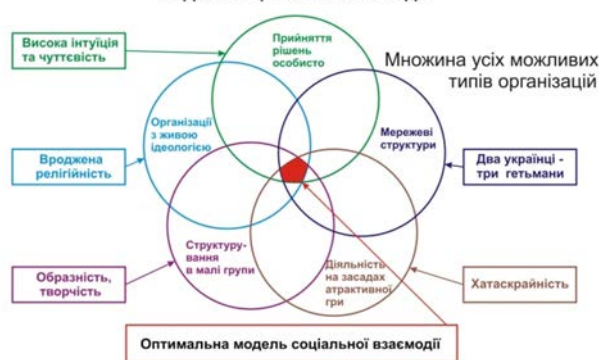 Висока інтуїція
та чуттєвість
Прийняття
рішень
особисто
Множина усіх можливих
типів організацій
Організації
з живою
ідеологією
Мережеві
структури
Вроджена
релігійність
Два українці -
три гетьмани
Структуру-
вання
в малі групи
Діяльність
на засадах
атрактивної
гри
Образність,
творчість
Хатаскрайність
Оптимальна модель соціальної взаємодії